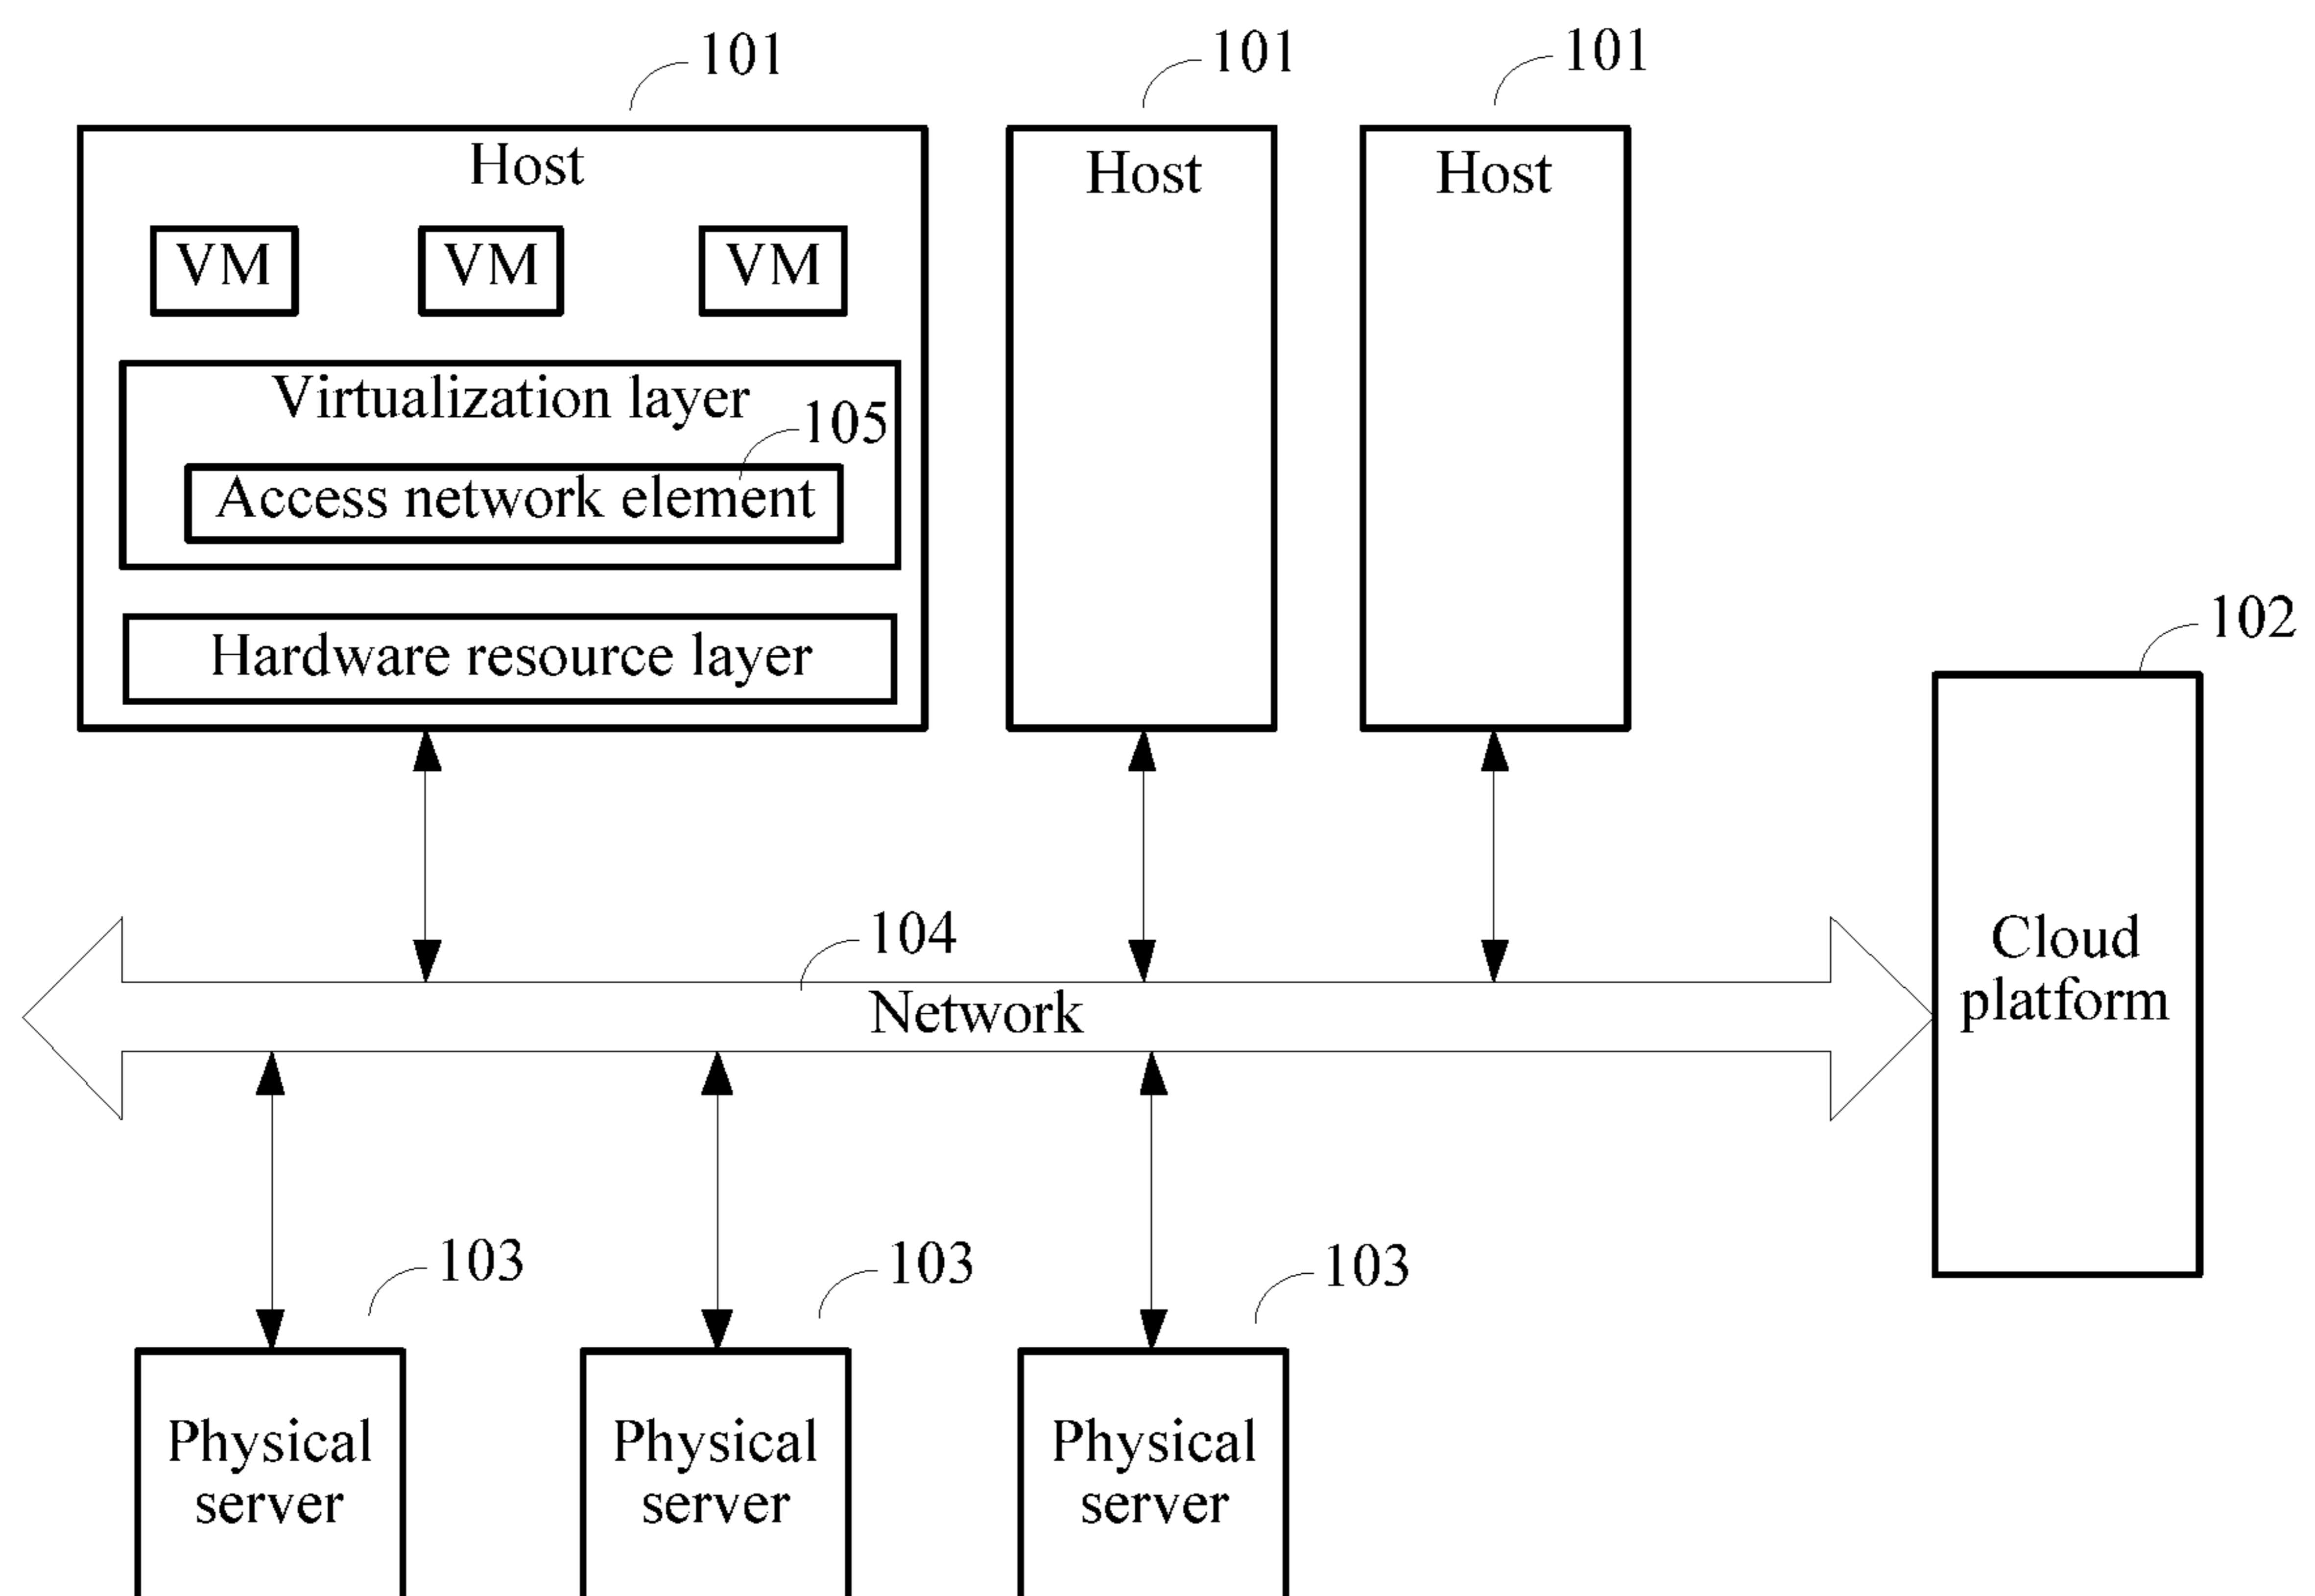 101
101
101
Host
Host
Host
VM
VM
VM
Virtualization layer
105
Access network element
Hardware resource layer
102
Cloud
platform
104
Network
103
103
103
Physical
server
Physical
server
Physical
server